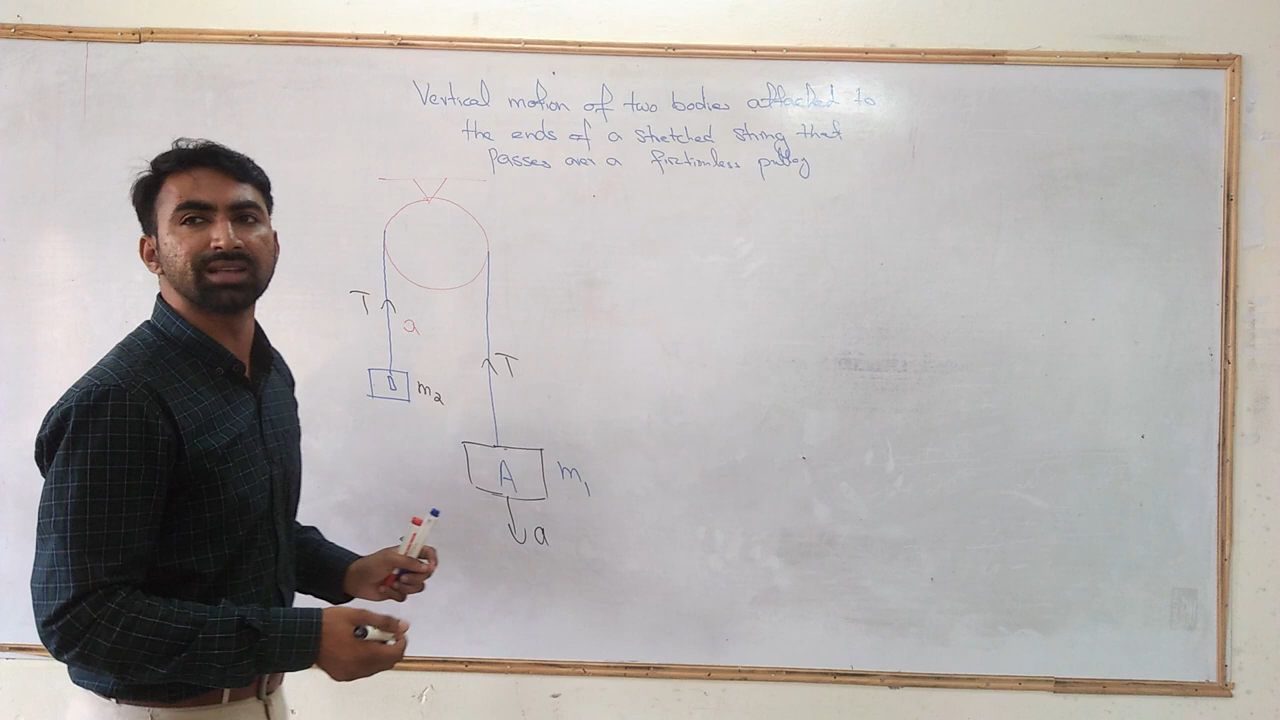 Vertical motion of two bodies attached to
the ends of a stretched string that
passes over a frictionless pulley
T
a
T
m2
A
m1
a